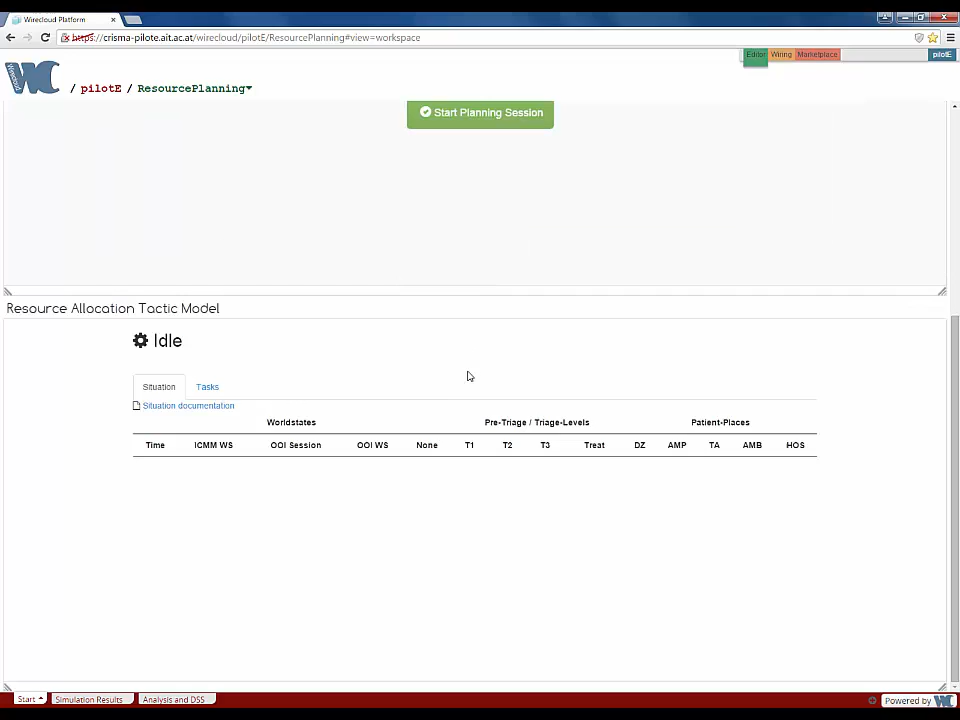 Wirecloud Platform
https://crisma-pilote.ait.ac.at/wirecloud/pilotE/ResourcePlanning#view=workspace
Editor Wiring Marketplace pilotE
WC / pilotE / ResourcePlanning
Start Planning Session
Resource Allocation Tactic Model
Idle
Situation Tasks
Situation documentation
Worldstates Pre-Triage / Triage-Levels Patient-Places
Time ICMM WS OOI Session OOI WS None T1 T2 T3 Treat DZ AMP TA AMB HOS
Start Simulation Results Analysis and DSS Powered by WC